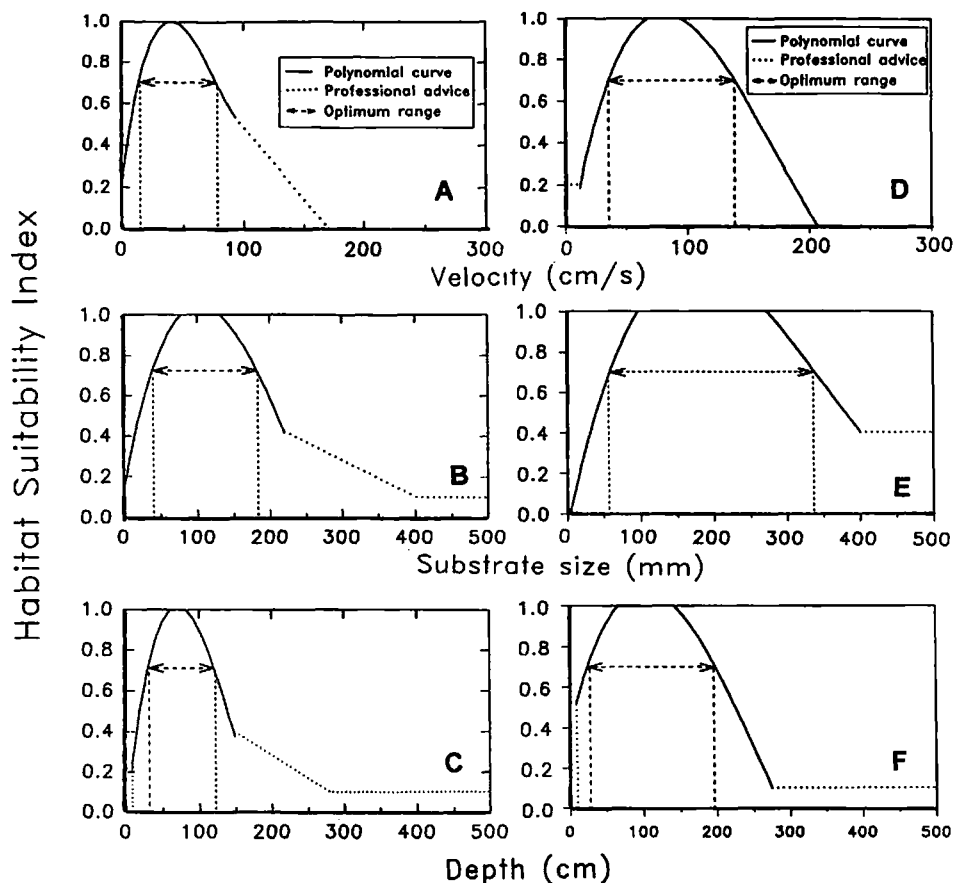 Habitat Suitability Index
1.0
0.8
0.6
0.4
0.2
0.0
Polynomial curve
Professional advice
Optimum range
A
0 100 200 300
1.0
0.8
0.6
0.4
0.2
0.0
Polynomial curve
Professional advice
Optimum range
D
0 100 200 300
Velocity (cm/s)
1.0
0.8
0.6
0.4
0.2
0.0
B
0 100 200 300 400 500
1.0
0.8
0.6
0.4
0.2
0.0
E
0 100 200 300 400 500
Substrate size (mm)
1.0
0.8
0.6
0.4
0.2
0.0
C
0 100 200 300 400 500
1.0
0.8
0.6
0.4
0.2
0.0
F
0 100 200 300 400 500
Depth (cm)